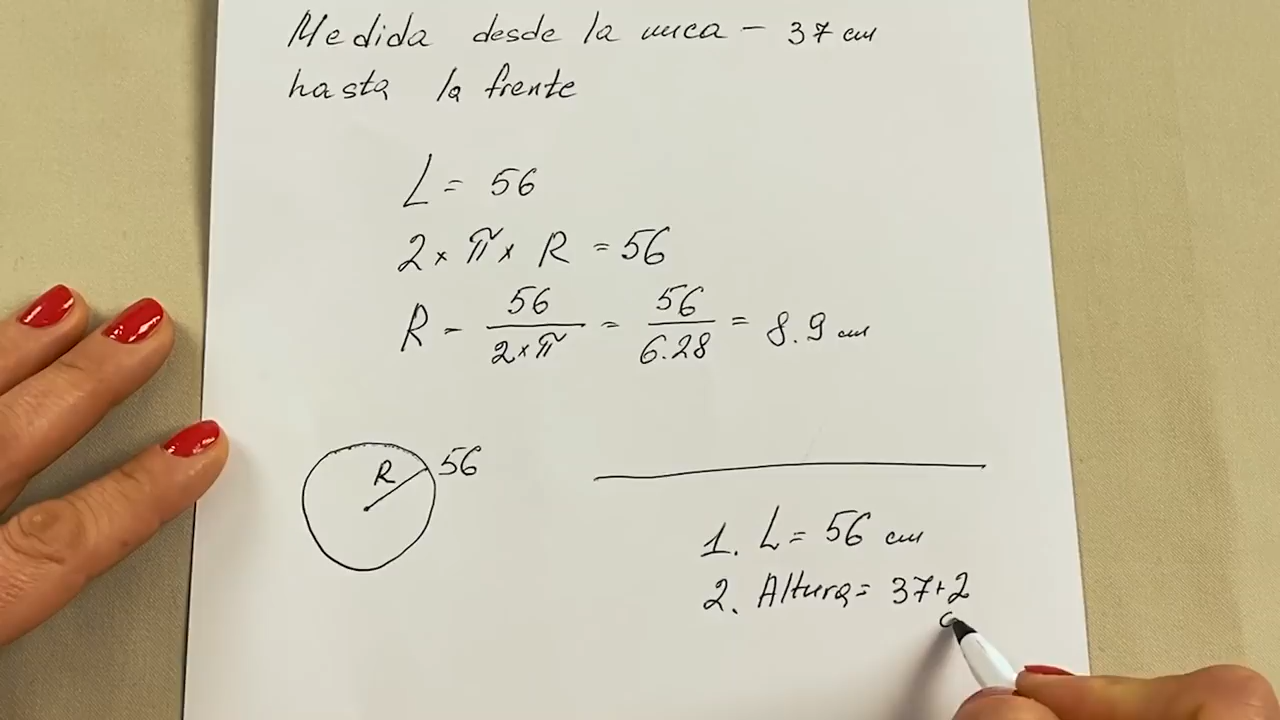 Medida desde la nuca - 37 cm
hasta la frente
L = 56
2 × π × R = 56
R - 56/(2×π) = 56/6.28 = 8.9 cm
R 56
1. L = 56 cm
2. Altura = 37+2
c